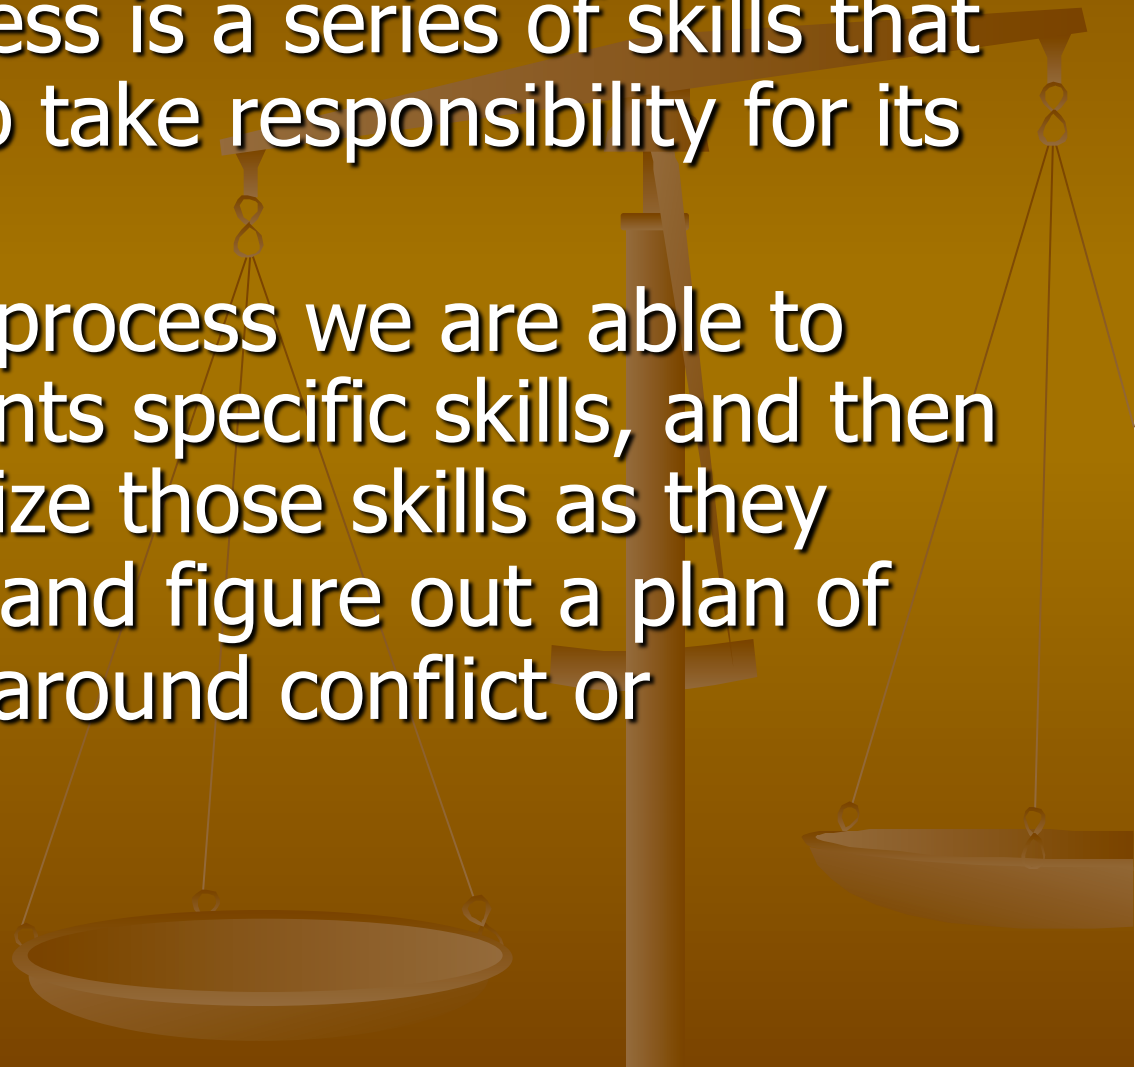 ess is a series of skills that
o take responsibility for its
process we are able to
nts specific skills, and then
ize those skills as they
and figure out a plan of
around conflict or